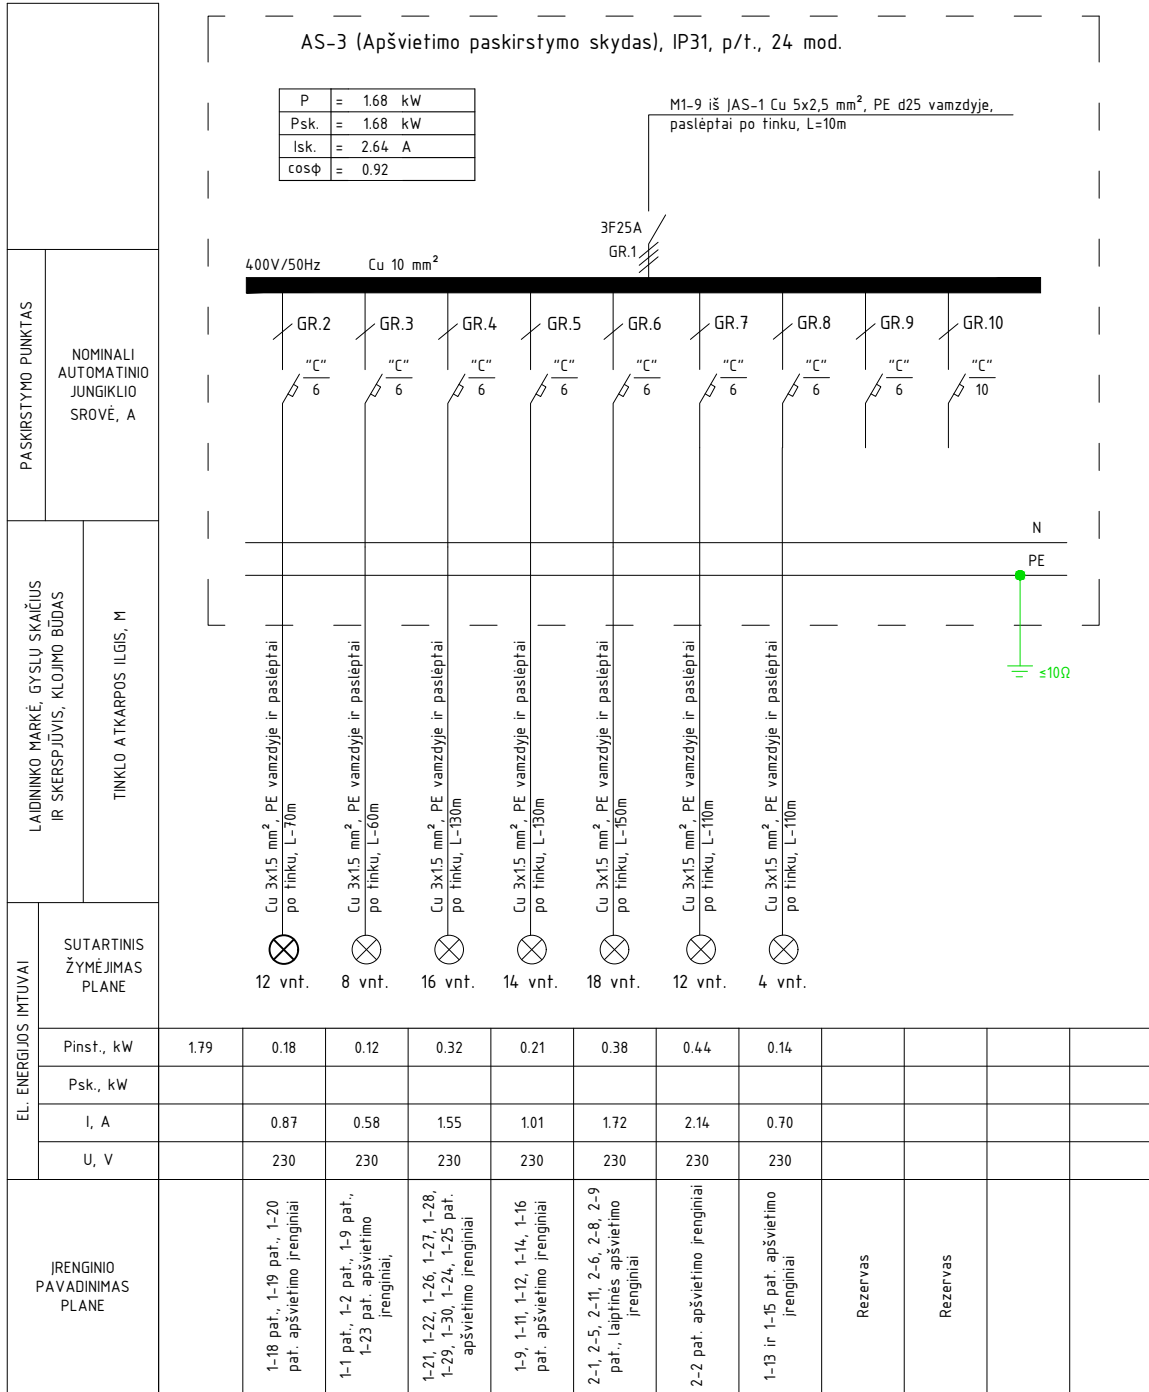 AS-3 (Apšvietimo paskirstymo skydas), IP31, p/t., 24 mod.
P = 1.68 kW
Psk. = 1.68 kW
Isk. = 2.64 A
cosϕ = 0.92
M1-9 iš JAS-1 Cu 5x2,5 mm², PE d25 vamzdyje,
paslėptai po tinku, L=10m
3F25A
GR.1
400V/50Hz Cu 10 mm²
PASKIRSTYMO PUNKTAS
NOMINALI
AUTOMATINIO
JUNGIKLIO
SROVĖ, A
GR.2 GR.3 GR.4 GR.5 GR.6 GR.7 GR.8 GR.9 GR.10
"C" "C" "C" "C" "C" "C" "C" "C" "C"
6 6 6 6 6 6 6 6 10
N
PE
≤10Ω
LAIDININKO MARKĖ, GYSLŲ SKAIČIUS
IR SKERSPJŪVIS, KLOJIMO BŪDAS
TINKLO ATKARPOS ILGIS, M
Cu 3x1.5 mm², PE vamzdyje ir paslėptai
po tinku, L-70m
Cu 3x1.5 mm², PE vamzdyje ir paslėptai
po tinku, L-60m
Cu 3x1.5 mm², PE vamzdyje ir paslėptai
po tinku, L-130m
Cu 3x1.5 mm², PE vamzdyje ir paslėptai
po tinku, L-130m
Cu 3x1.5 mm², PE vamzdyje ir paslėptai
po tinku, L-150m
Cu 3x1.5 mm², PE vamzdyje ir paslėptai
po tinku, L-110m
Cu 3x1.5 mm², PE vamzdyje ir paslėptai
po tinku, L-110m
EL. ENERGIJOS IMTUVAI
SUTARTINIS
ŽYMĖJIMAS
PLANE
12 vnt. 8 vnt. 16 vnt. 14 vnt. 18 vnt. 12 vnt. 4 vnt.
Pinst., kW 1.79 0.18 0.12 0.32 0.21 0.38 0.44 0.14
Psk., kW
I, A 0.87 0.58 1.55 1.01 1.72 2.14 0.70
U, V 230 230 230 230 230 230 230
ĮRENGINIO
PAVADINIMAS
PLANE
1-18 pat., 1-19 pat., 1-20
pat. apšvietimo įrenginiai
1-1 pat., 1-2 pat., 1-9 pat.,
1-23 pat. apšvietimo
įrenginiai,
1-21, 1-22, 1-26, 1-27, 1-28,
1-29, 1-30, 1-24, 1-25 pat.
apšvietimo įrenginiai
1-9, 1-11, 1-12, 1-14, 1-16
pat. apšvietimo įrenginiai
2-1, 2-5, 2-11, 2-6, 2-8, 2-9
pat., laiptinės apšvietimo
įrenginiai
2-2 pat. apšvietimo įrenginiai
1-13 ir 1-15 pat. apšvietimo
įrenginiai
Rezervas
Rezervas